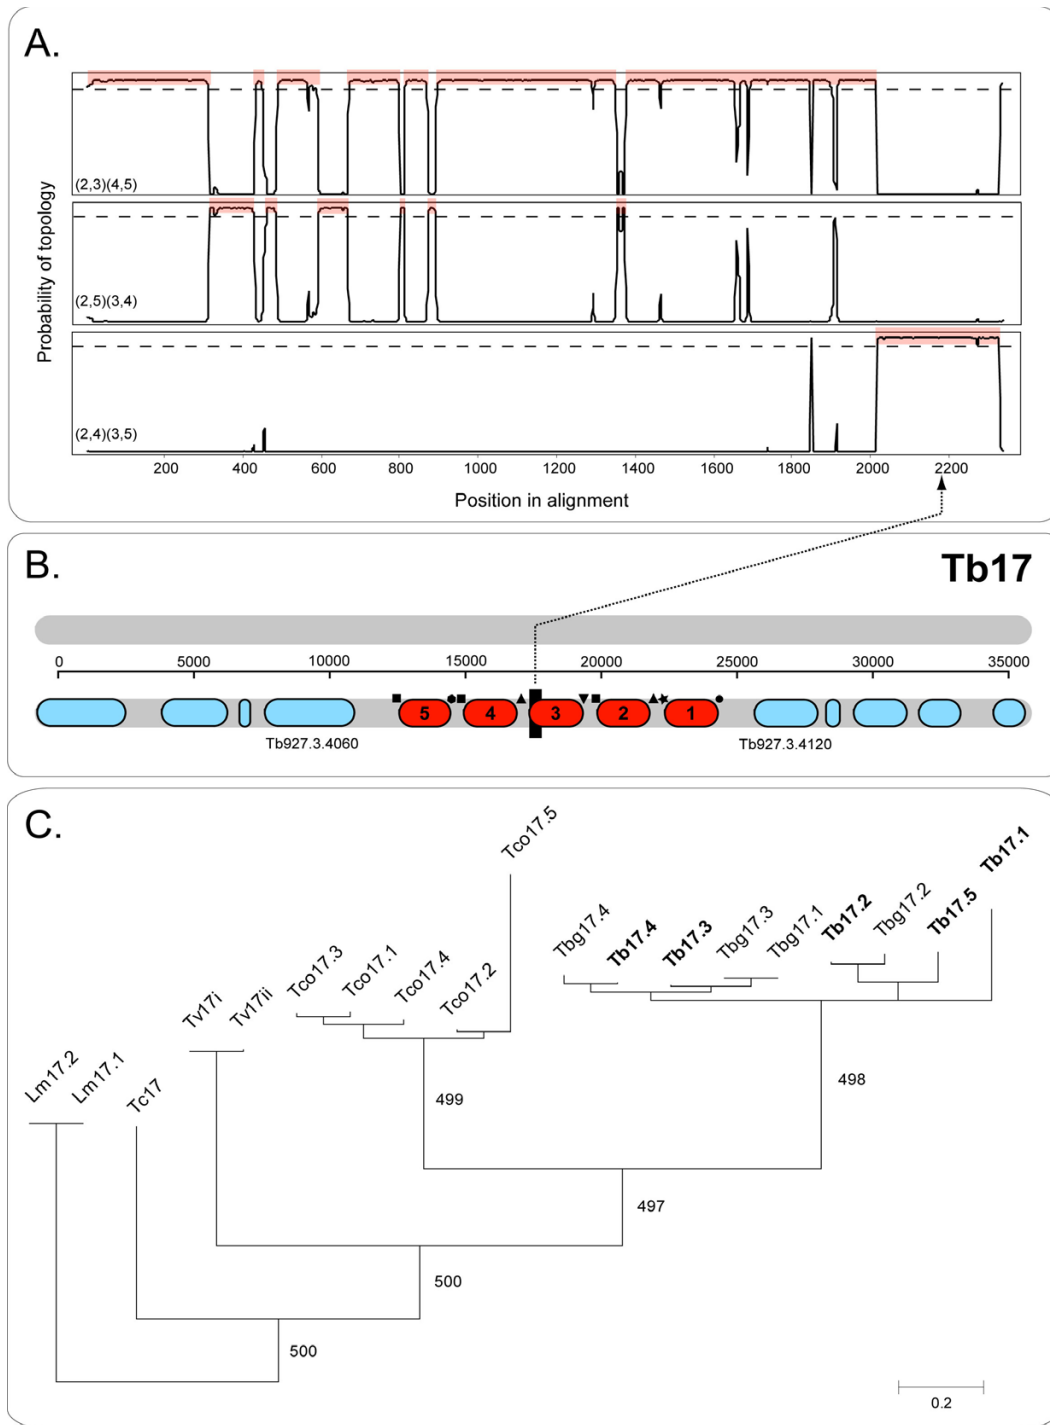 A.
Probability of topology
(2,3)(4,5)
(2,5)(3,4)
(2,4)(3,5)
200 400 600 800 1000 1200 1400 1600 1800 2000 2200
Position in alignment
B.
Tb17
0 5000 10000 15000 20000 25000 30000 35000
5 4 3 2 1
Tb927.3.4060 Tb927.3.4120
C.
Lm17.2
Lm17.1
Tc17
Tv17i
Tv17ii
Tco17.3
Tco17.1
Tco17.4
Tco17.2
Tco17.5
Tbg17.4
Tb17.4
Tb17.3
Tbg17.3
Tbg17.1
Tb17.2
Tbg17.2
Tb17.5
Tb17.1
499
498
497
500
500
0.2